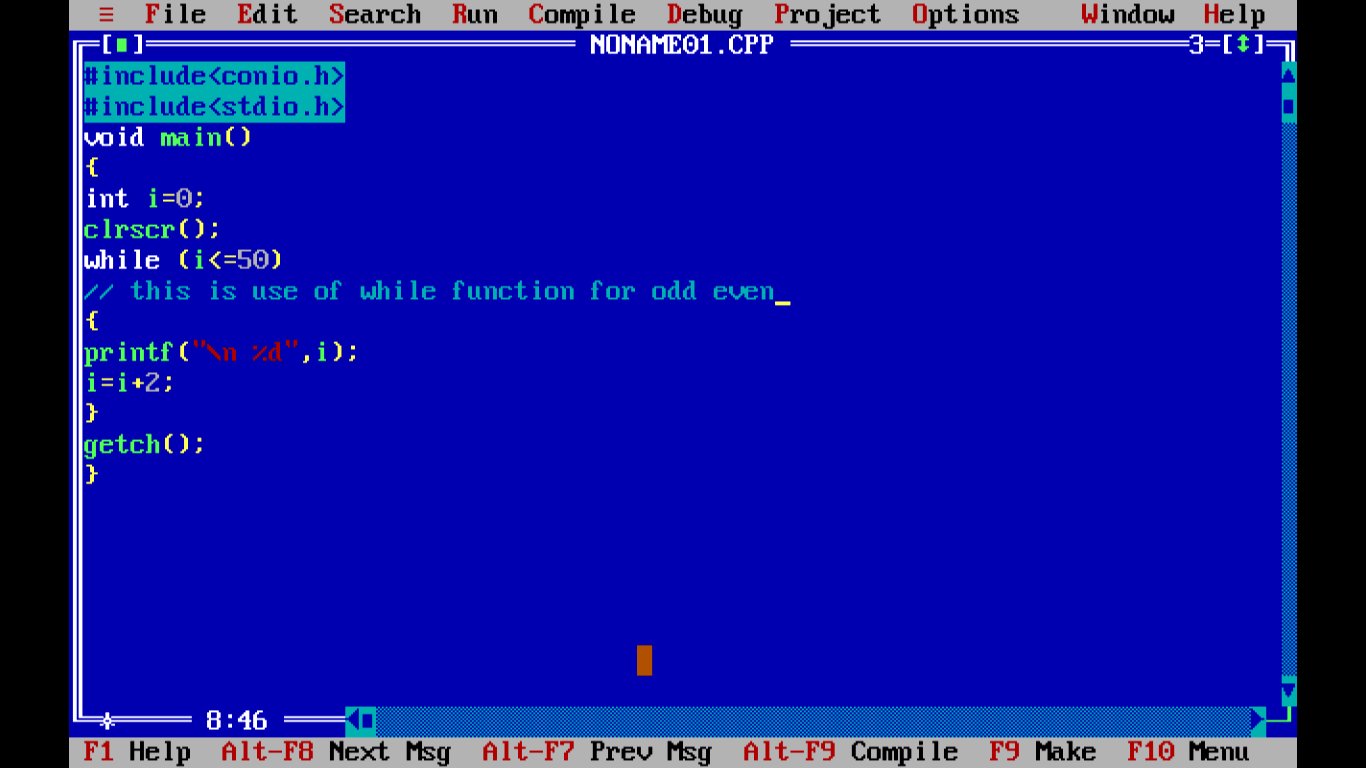 ≡ File Edit Search Run Compile Debug Project Options Window Help
[■] NONAME01.CPP 3=[↕]
#include<conio.h>
#include<stdio.h>
void main()
{
int i=0;
clrscr();
while (i<=50)
// this is use of while function for odd even_
{
printf("\n %d",i);
i=i+2;
}
getch();
}
8:46
F1 Help Alt-F8 Next Msg Alt-F7 Prev Msg Alt-F9 Compile F9 Make F10 Menu